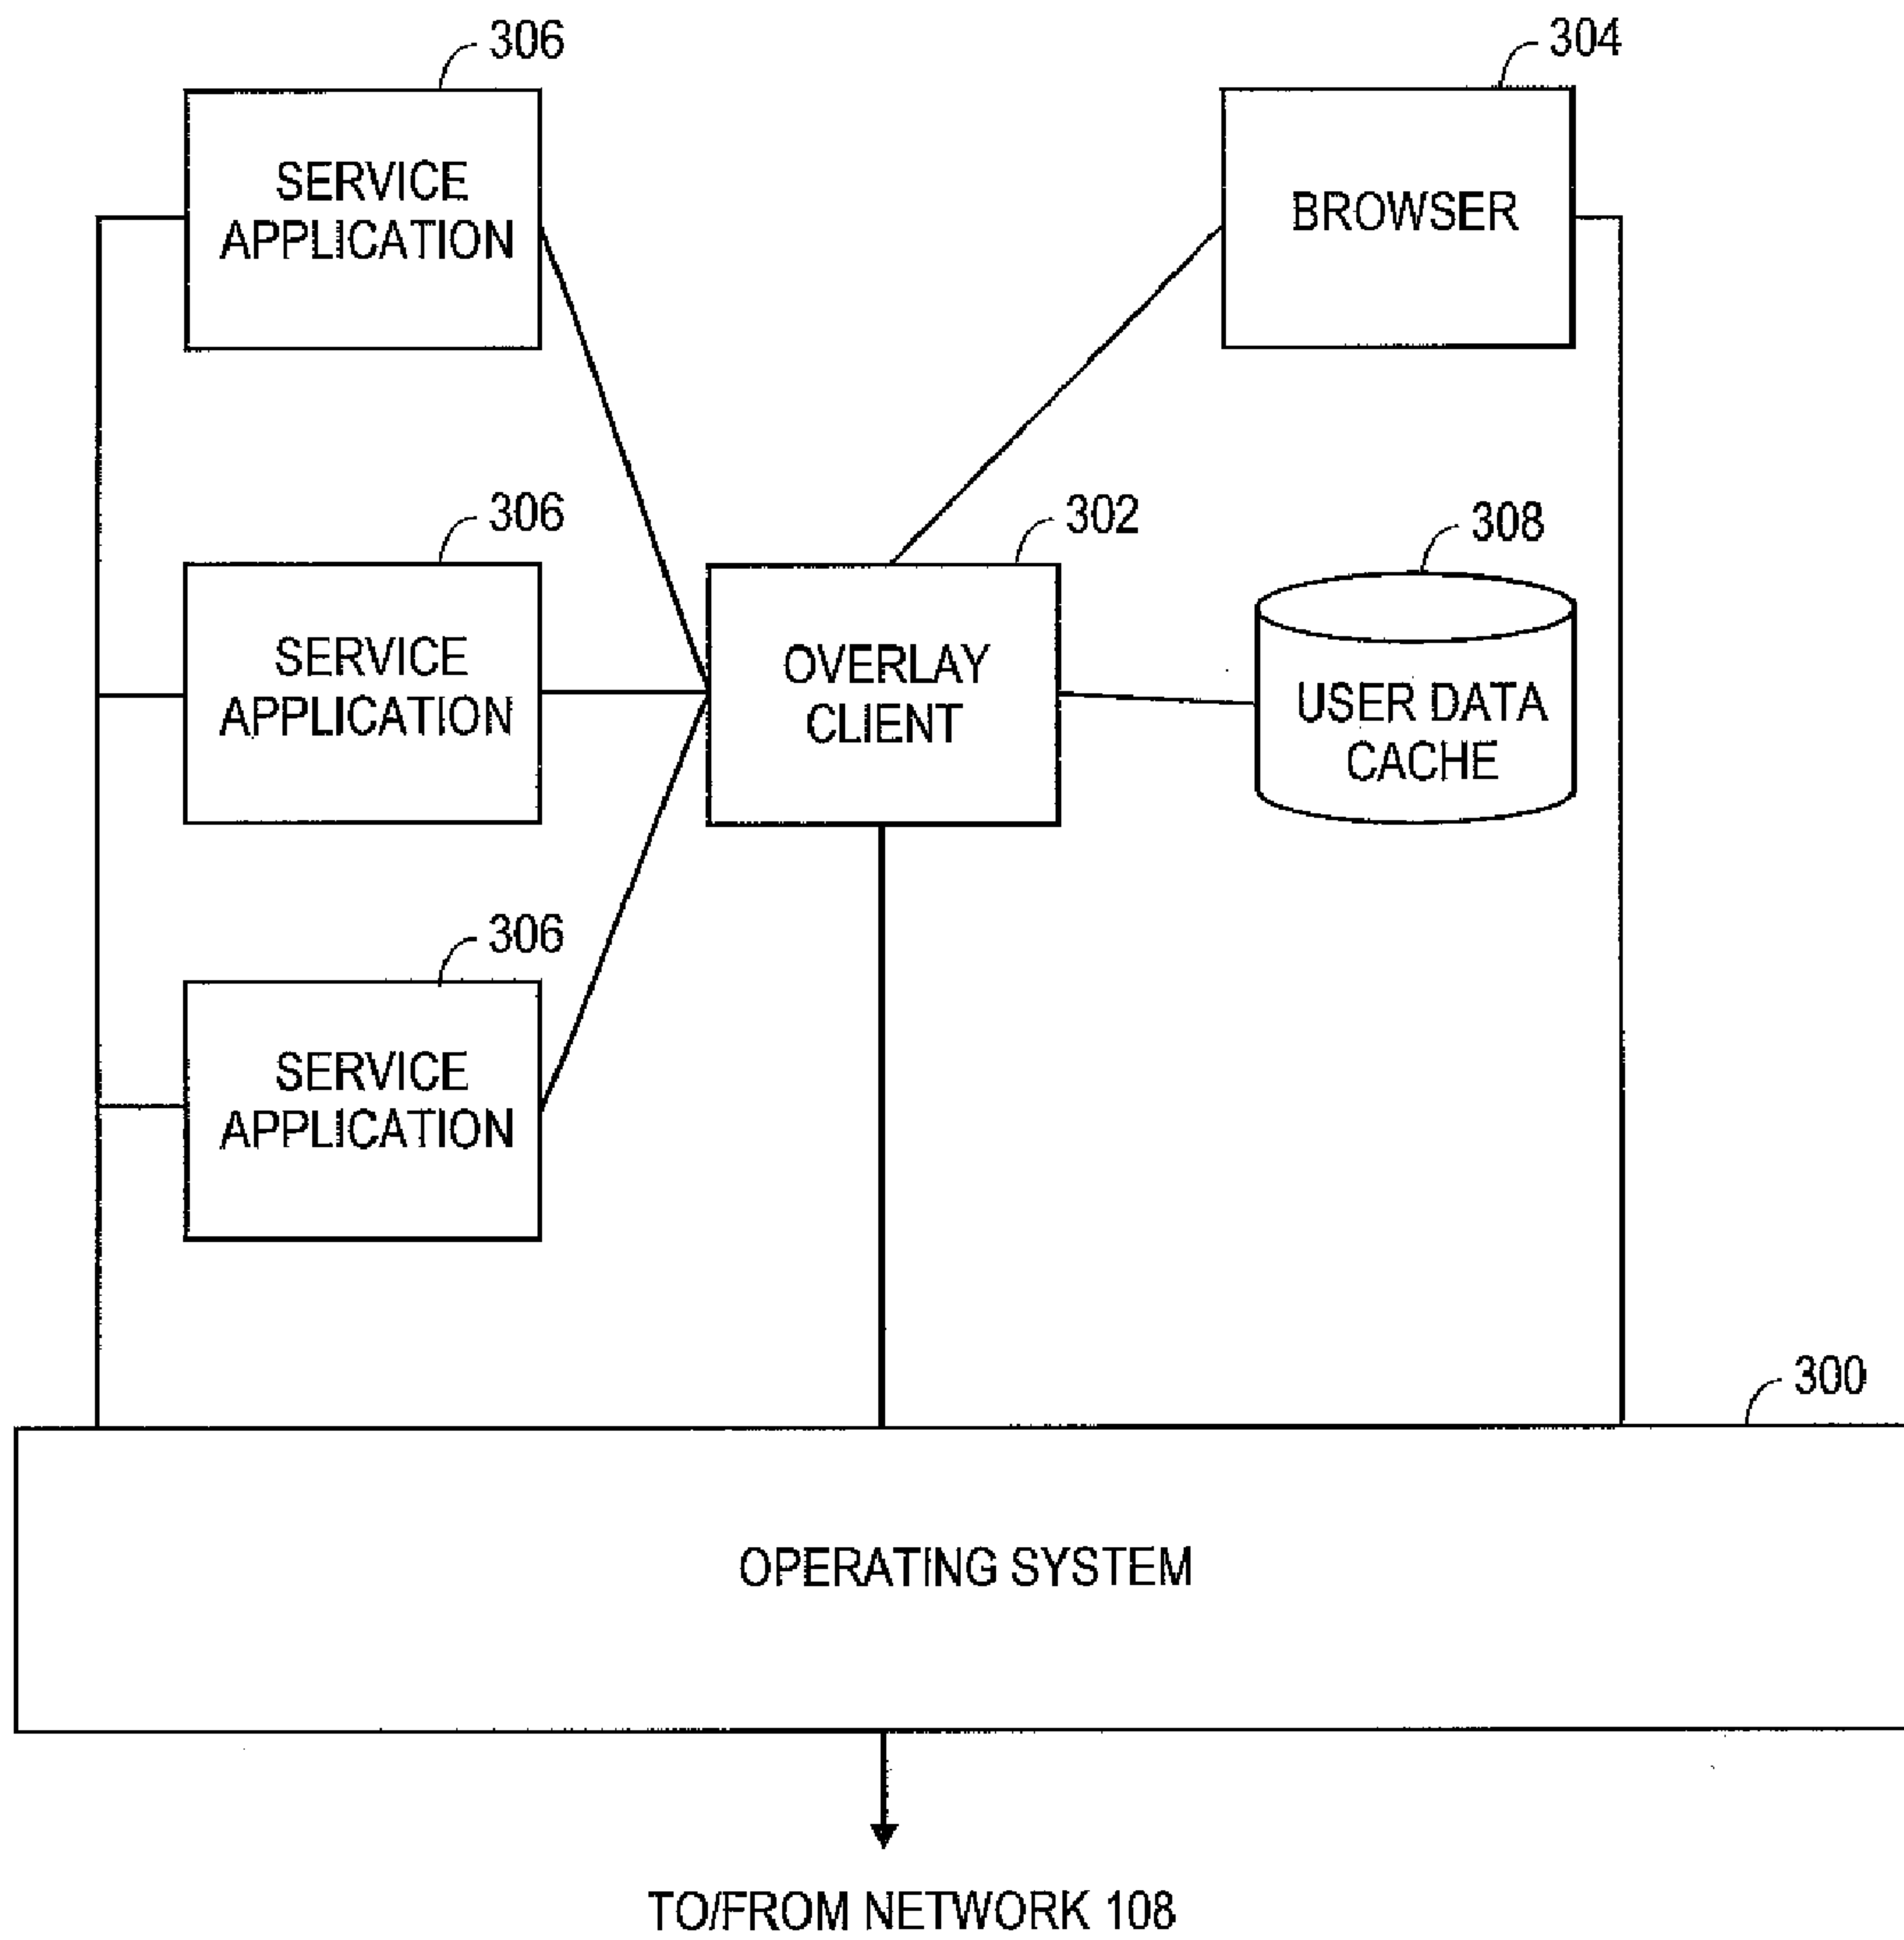 306
304
SERVICE
APPLICATION
BROWSER
306
302
308
SERVICE
APPLICATION
OVERLAY
CLIENT
USER DATA
CACHE
306
SERVICE
APPLICATION
300
OPERATING SYSTEM
TO/FROM NETWORK 108